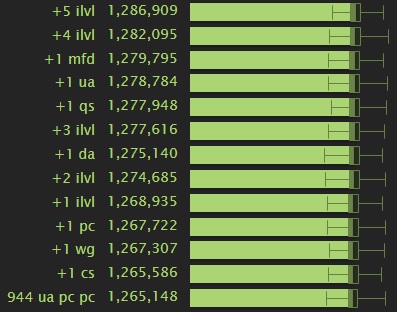 +5 ilvl 1,286,909
+4 ilvl 1,282,095
+1 mfd 1,279,795
+1 ua 1,278,784
+1 qs 1,277,948
+3 ilvl 1,277,616
+1 da 1,275,140
+2 ilvl 1,274,685
+1 ilvl 1,268,935
+1 pc 1,267,722
+1 wg 1,267,307
+1 cs 1,265,586
944 ua pc pc 1,265,148